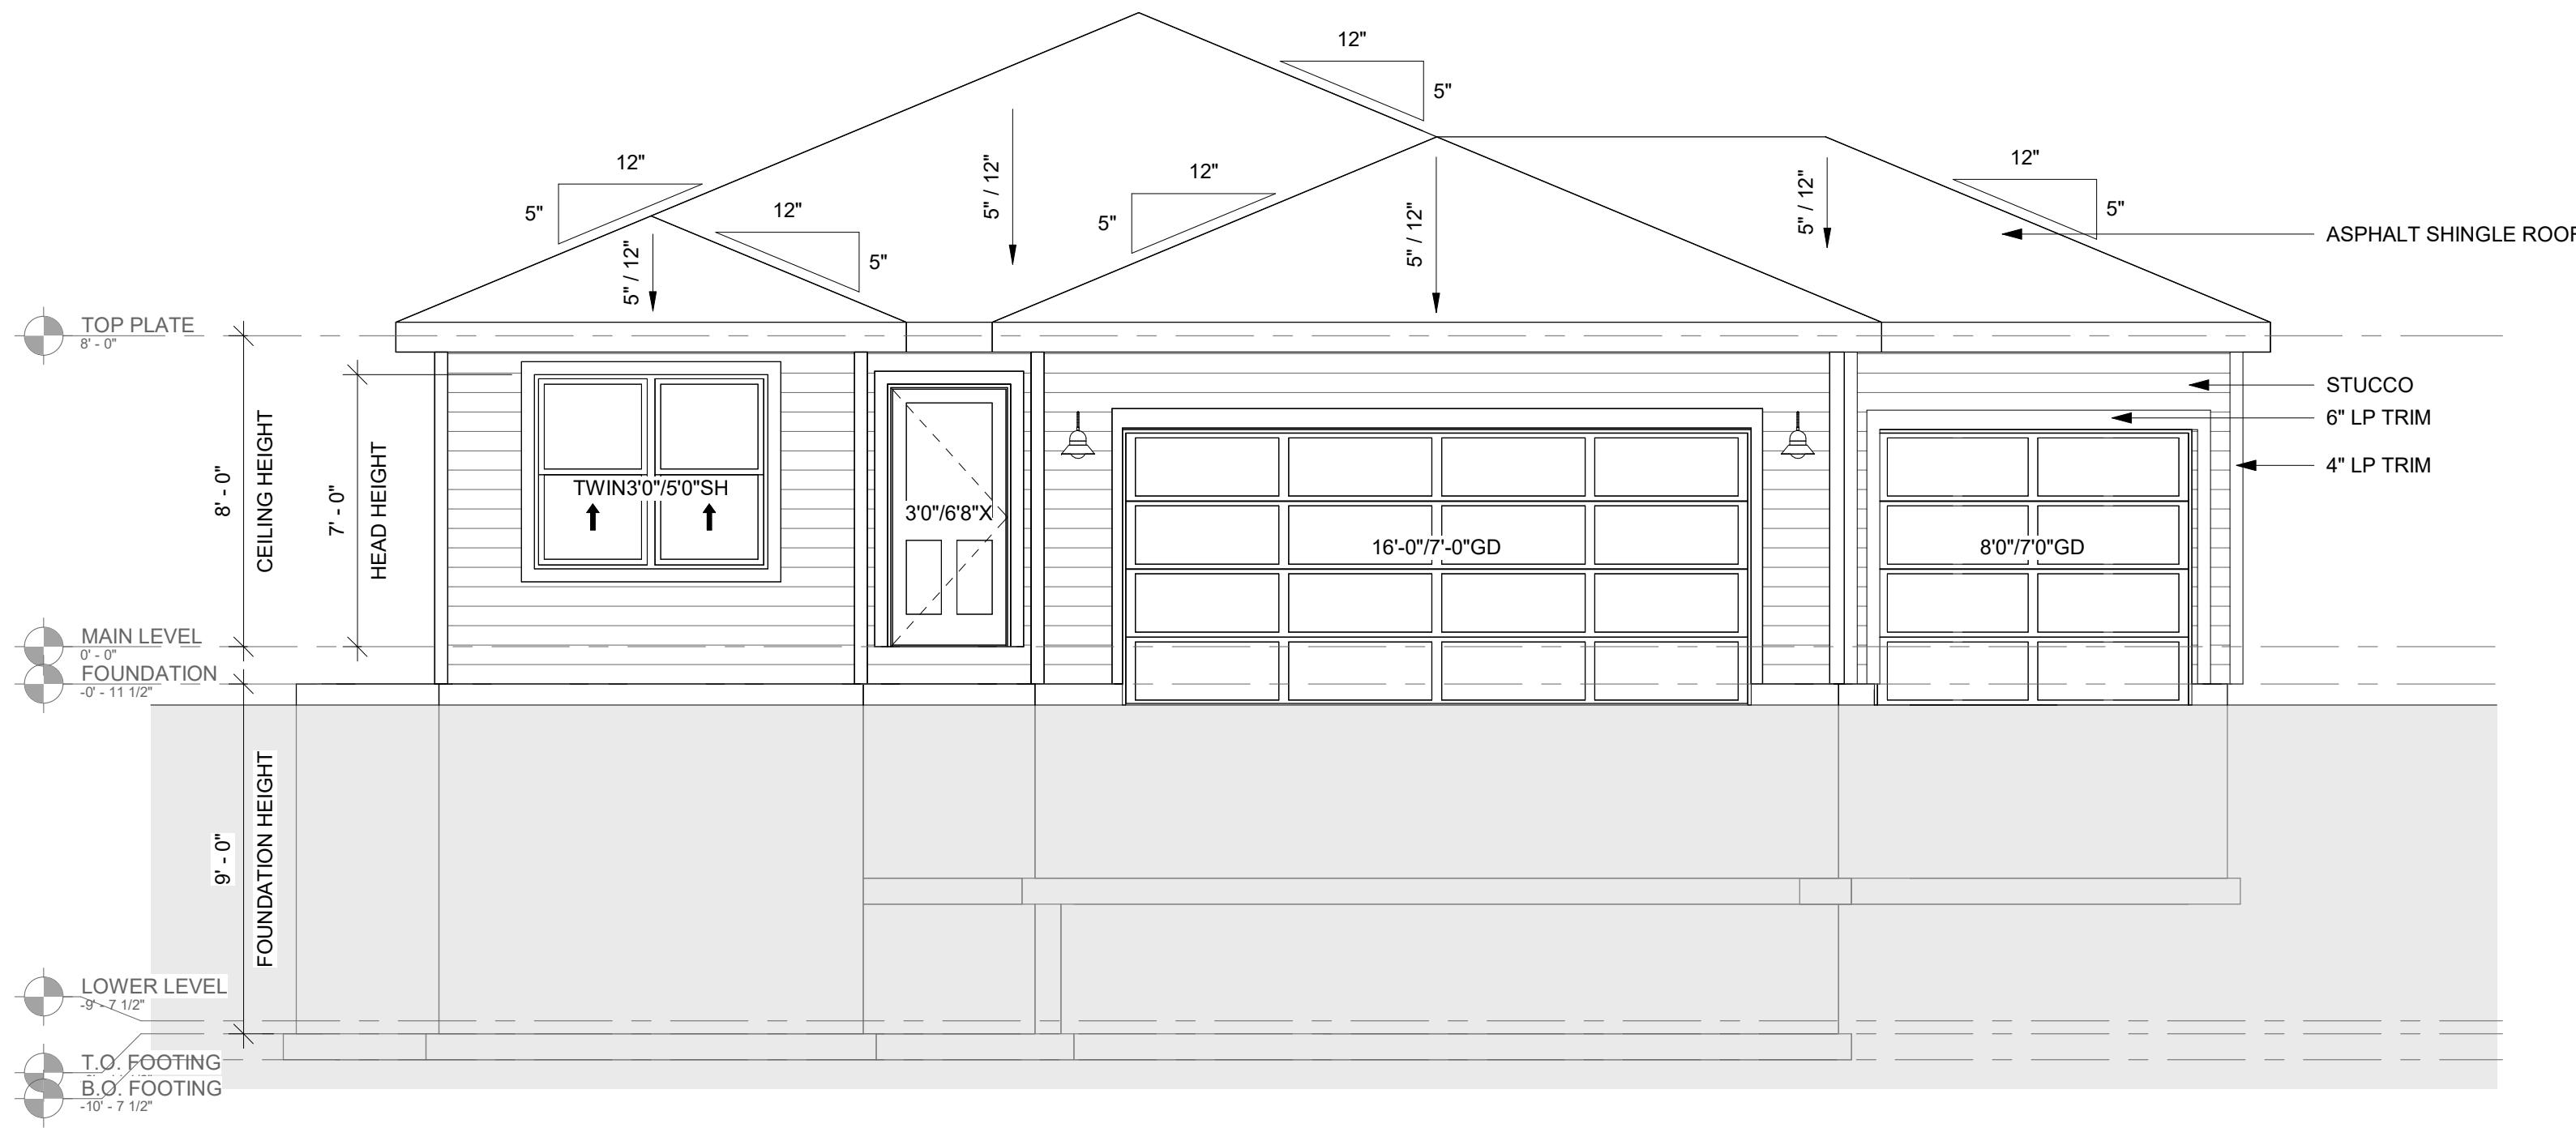 12"
5"
12"
5"
12"
5"
12"
5"
12"
5"
5" / 12"
5" / 12"
5" / 12"
5" / 12"
ASPHALT SHINGLE ROOF
TOP PLATE
8' - 0"
STUCCO
6" LP TRIM
4" LP TRIM
8' - 0"
CEILING HEIGHT
7' - 0"
HEAD HEIGHT
TWIN3'0"/5'0"SH
3'0"/6'8"X
16'-0"/7'-0"GD
8'0"/7'0"GD
MAIN LEVEL
0' - 0"
FOUNDATION
-0' - 11 1/2"
9' - 0"
FOUNDATION HEIGHT
LOWER LEVEL
-9' - 7 1/2"
T.O. FOOTING
B.O. FOOTING
-10' - 7 1/2"